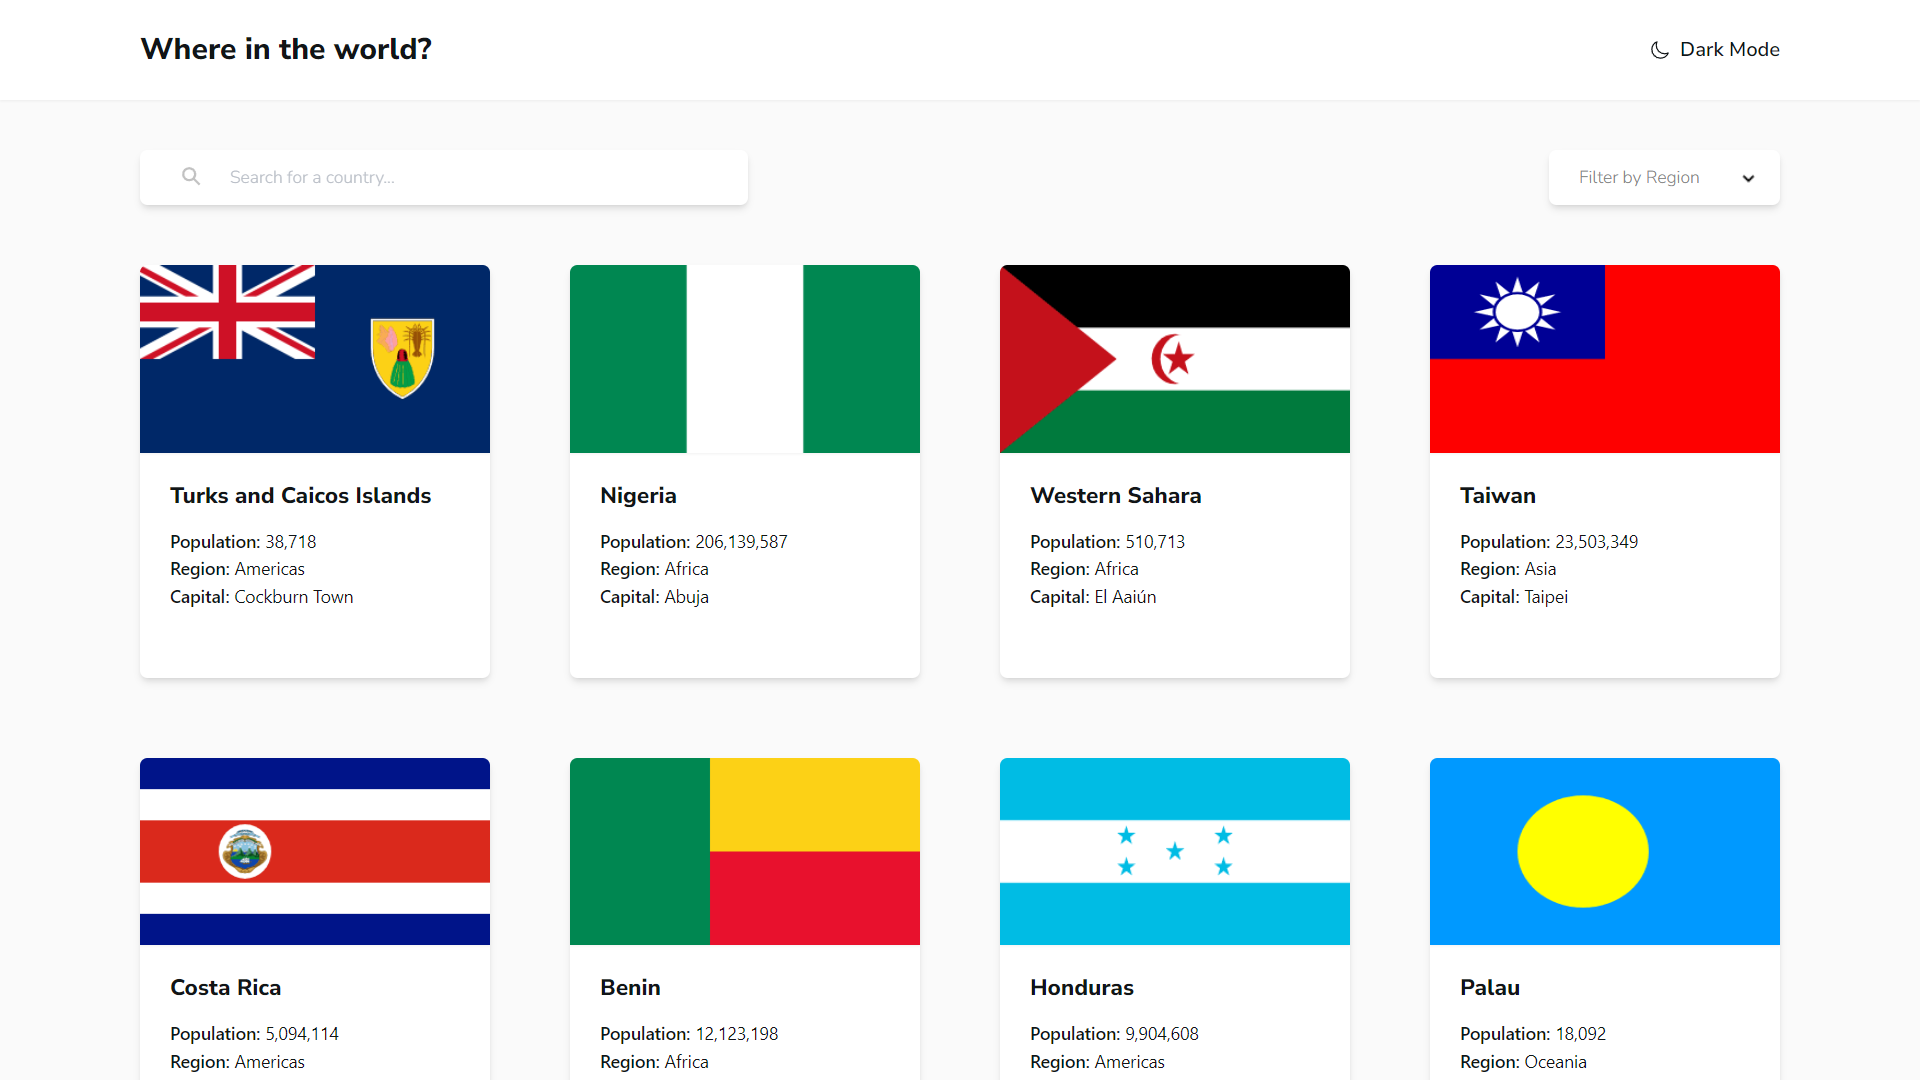 Where in the world?
Dark Mode
Search for a country...
Filter by Region
Turks and Caicos Islands
Population: 38,718
Region: Americas
Capital: Cockburn Town
Nigeria
Population: 206,139,587
Region: Africa
Capital: Abuja
Western Sahara
Population: 510,713
Region: Africa
Capital: El Aaiún
Taiwan
Population: 23,503,349
Region: Asia
Capital: Taipei
Costa Rica
Population: 5,094,114
Region: Americas
Benin
Population: 12,123,198
Region: Africa
Honduras
Population: 9,904,608
Region: Americas
Palau
Population: 18,092
Region: Oceania